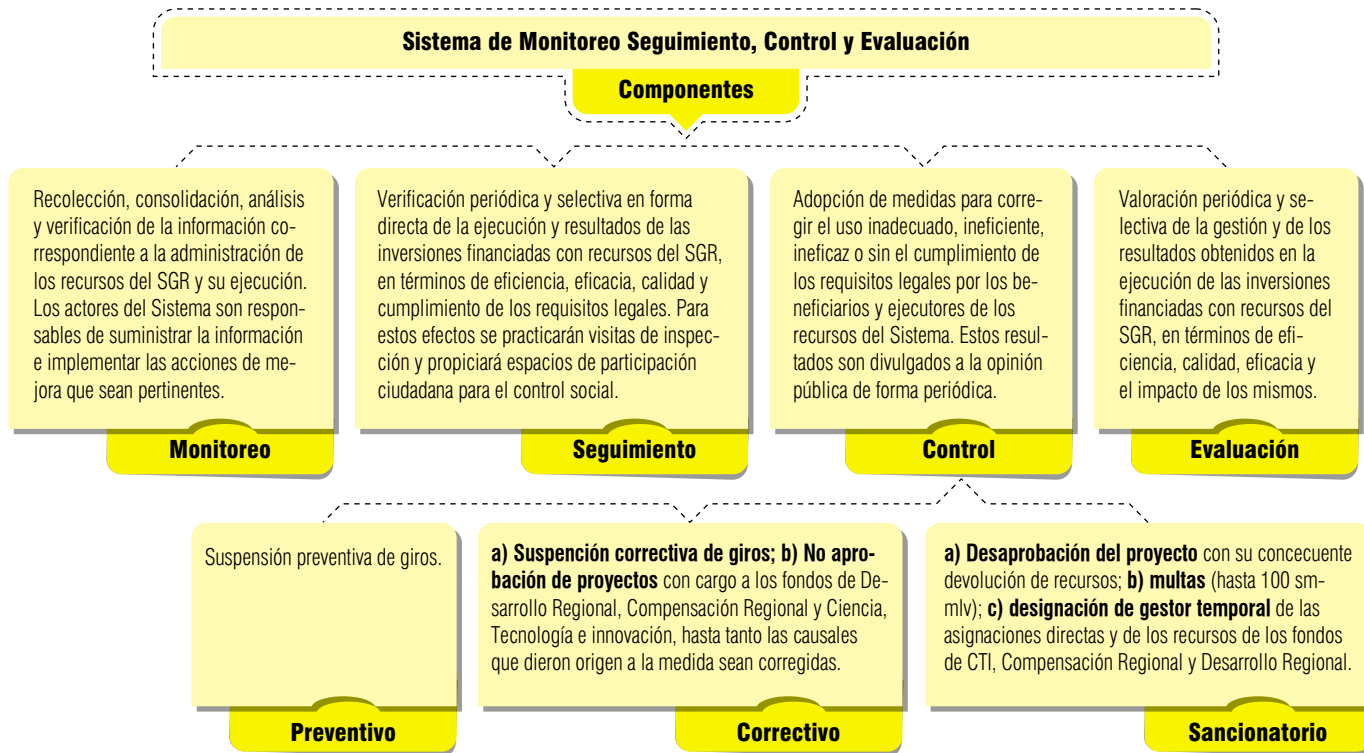 Sistema de Monitoreo Seguimiento, Control y Evaluación
Componentes
Recolección, consolidación, análisis
y verificación de la información co-
rrespondiente a la administración de
los recursos del SGR y su ejecución.
Los actores del Sistema son respon-
sables de suministrar la información
e implementar las acciones de me-
jora que sean pertinentes.
Monitoreo
Verificación periódica y selectiva en forma
directa de la ejecución y resultados de las
inversiones financiadas con recursos del SGR,
en términos de eficiencia, eficacia, calidad y
cumplimiento de los requisitos legales. Para
estos efectos se practicarán visitas de inspec-
ción y propiciará espacios de participación
ciudadana para el control social.
Seguimiento
Adopción de medidas para corre-
gir el uso inadecuado, ineficiente,
ineficaz o sin el cumplimiento de
los requisitos legales por los be-
neficiarios y ejecutores de los
recursos del Sistema. Estos resul-
tados son divulgados a la opinión
pública de forma periódica.
Control
Valoración periódica y se-
lectiva de la gestión y de los
resultados obtenidos en la
ejecución de las inversiones
financiadas con recursos del
SGR, en términos de efi-
ciencia, calidad, eficacia y
el impacto de los mismos.
Evaluación
Suspensión preventiva de giros.
Preventivo
a) Suspención correctiva de giros; b) No apro-
bación de proyectos con cargo a los fondos de De-
sarrollo Regional, Compensación Regional y Ciencia,
Tecnología e innovación, hasta tanto las causales
que dieron origen a la medida sean corregidas.
Correctivo
a) Desaprobación del proyecto con su concecuente
devolución de recursos; b) multas (hasta 100 sm-
mlv); c) designación de gestor temporal de las
asignaciones directas y de los recursos de los fondos
de CTI, Compensación Regional y Desarrollo Regional.
Sancionatorio